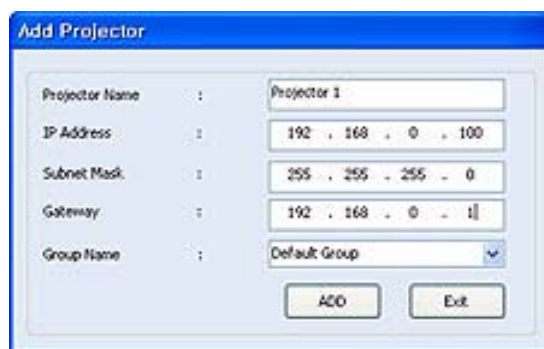 Add Projector
Projector Name : Projector 1
IP Address : 192 . 168 . 0 . 100
Subnet Mask : 255 . 255 . 255 . 0
Gateway : 192 . 168 . 0 . 1
Group Name : Default Group
ADD Exit